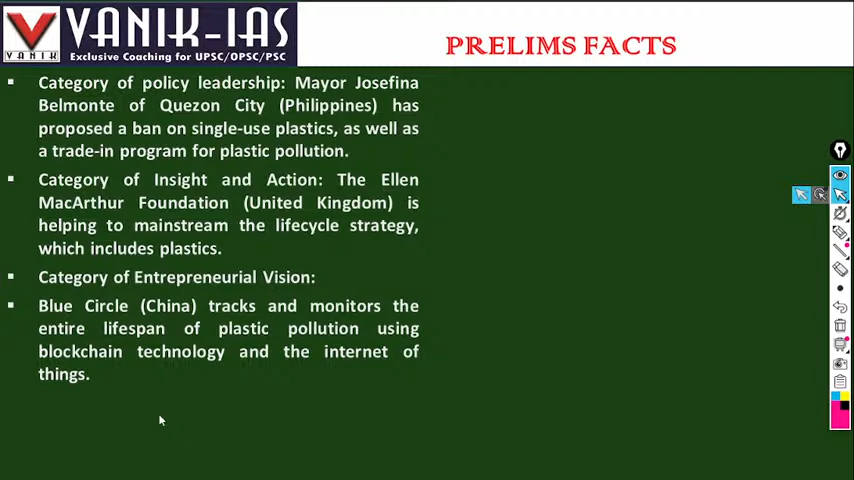 VANIK-IAS
VANIK
Exclusive Coaching for UPSC/OPSC/PSC
PRELIMS FACTS
▪ Category of policy leadership: Mayor Josefina
Belmonte of Quezon City (Philippines) has
proposed a ban on single-use plastics, as well as
a trade-in program for plastic pollution.
▪ Category of Insight and Action: The Ellen
MacArthur Foundation (United Kingdom) is
helping to mainstream the lifecycle strategy,
which includes plastics.
▪ Category of Entrepreneurial Vision:
▪ Blue Circle (China) tracks and monitors the
entire lifespan of plastic pollution using
blockchain technology and the internet of
things.